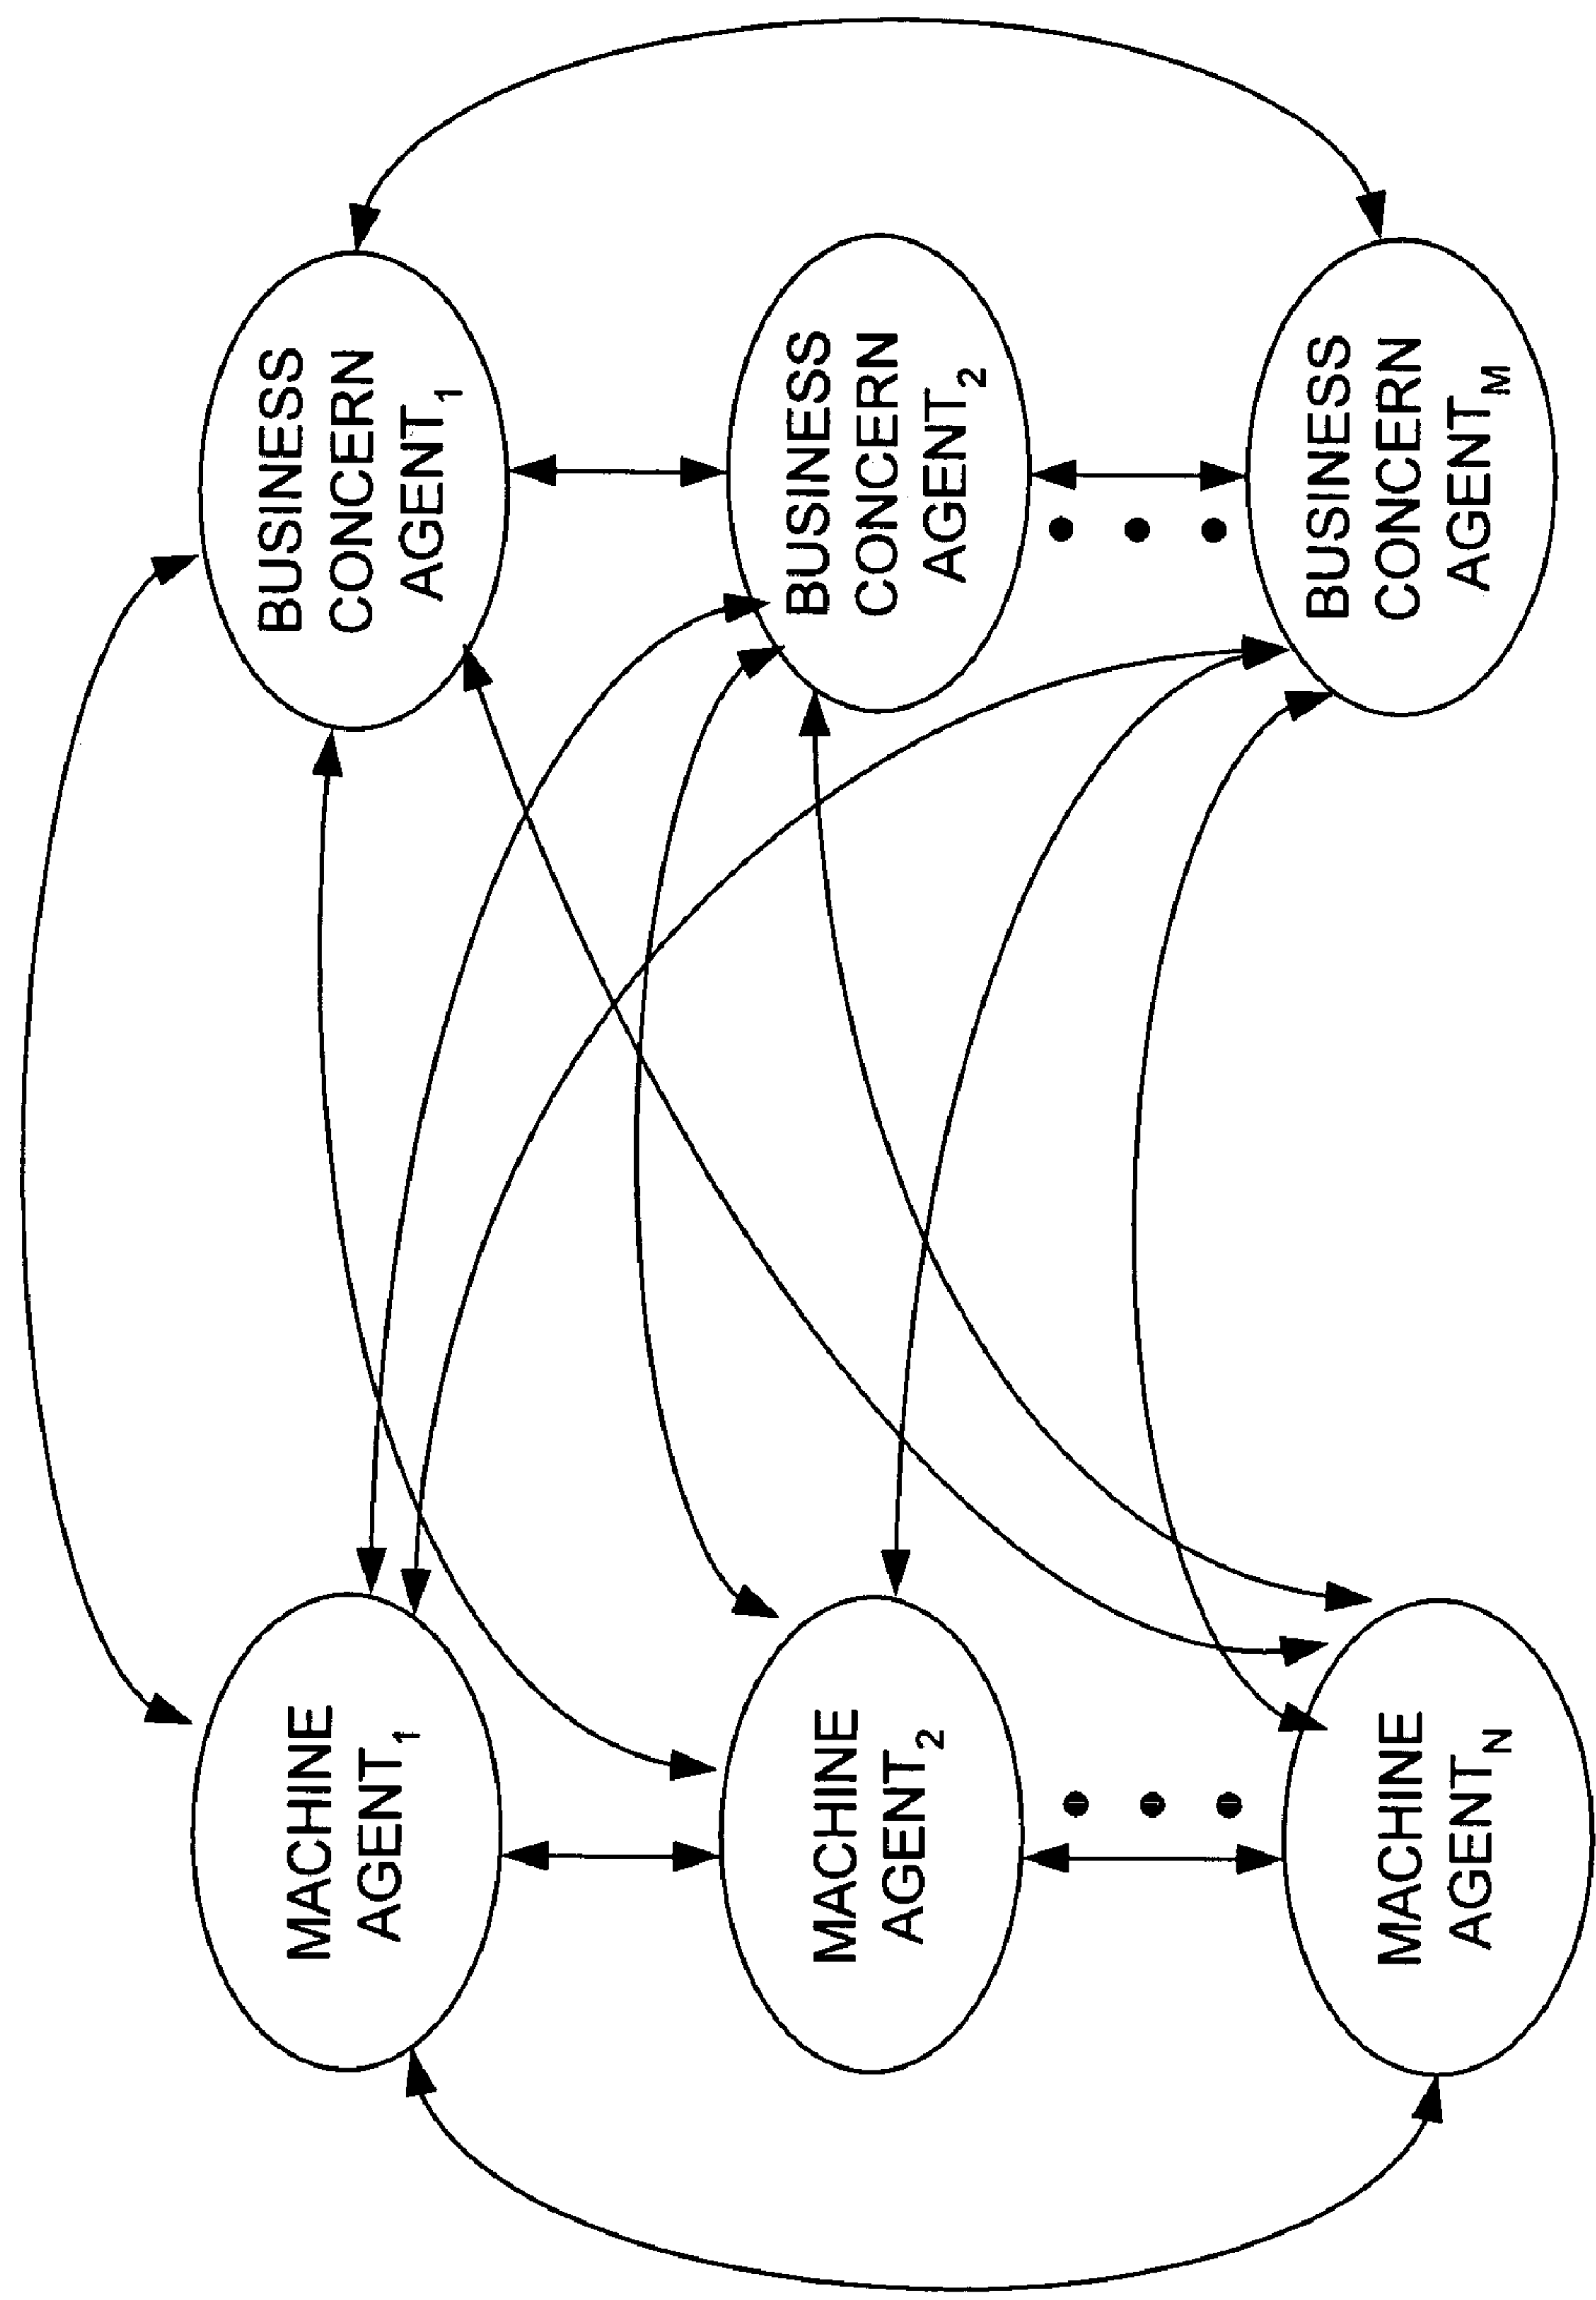 MACHINE
AGENT1
BUSINESS
CONCERN
AGENT1
MACHINE
AGENT2
BUSINESS
CONCERN
AGENT2
MACHINE
AGENTN
BUSINESS
CONCERN
AGENTM